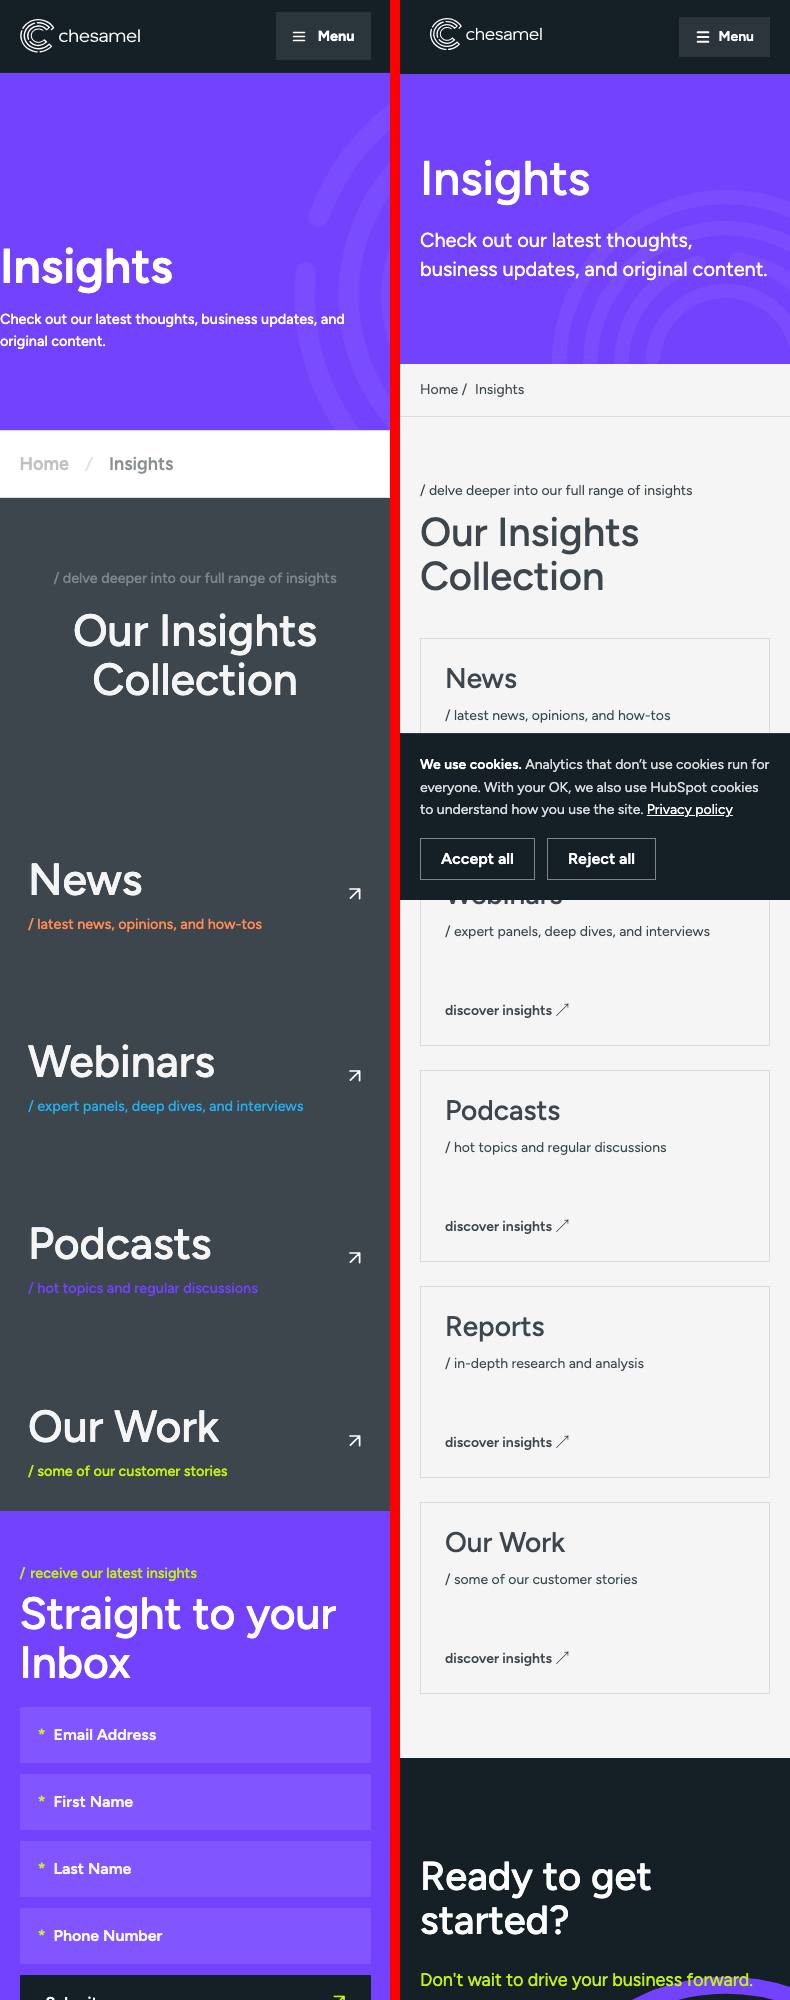 chesamel
Menu
Insights
Check out our latest thoughts, business updates, and
original content.
Home / Insights
/ delve deeper into our full range of insights
Our Insights
Collection
News
/ latest news, opinions, and how-tos
Webinars
/ expert panels, deep dives, and interviews
Podcasts
/ hot topics and regular discussions
Our Work
/ some of our customer stories
/ receive our latest insights
Straight to your
Inbox
* Email Address
* First Name
* Last Name
* Phone Number
Submit
chesamel
Menu
Insights
Check out our latest thoughts,
business updates, and original content.
Home / Insights
/ delve deeper into our full range of insights
Our Insights
Collection
News
/ latest news, opinions, and how-tos
We use cookies. Analytics that don't use cookies run for
everyone. With your OK, we also use HubSpot cookies
to understand how you use the site. Privacy policy
Accept all
Reject all
Webinars
/ expert panels, deep dives, and interviews
discover insights
Podcasts
/ hot topics and regular discussions
discover insights
Reports
/ in-depth research and analysis
discover insights
Our Work
/ some of our customer stories
discover insights
Ready to get
started?
Don't wait to drive your business forward.